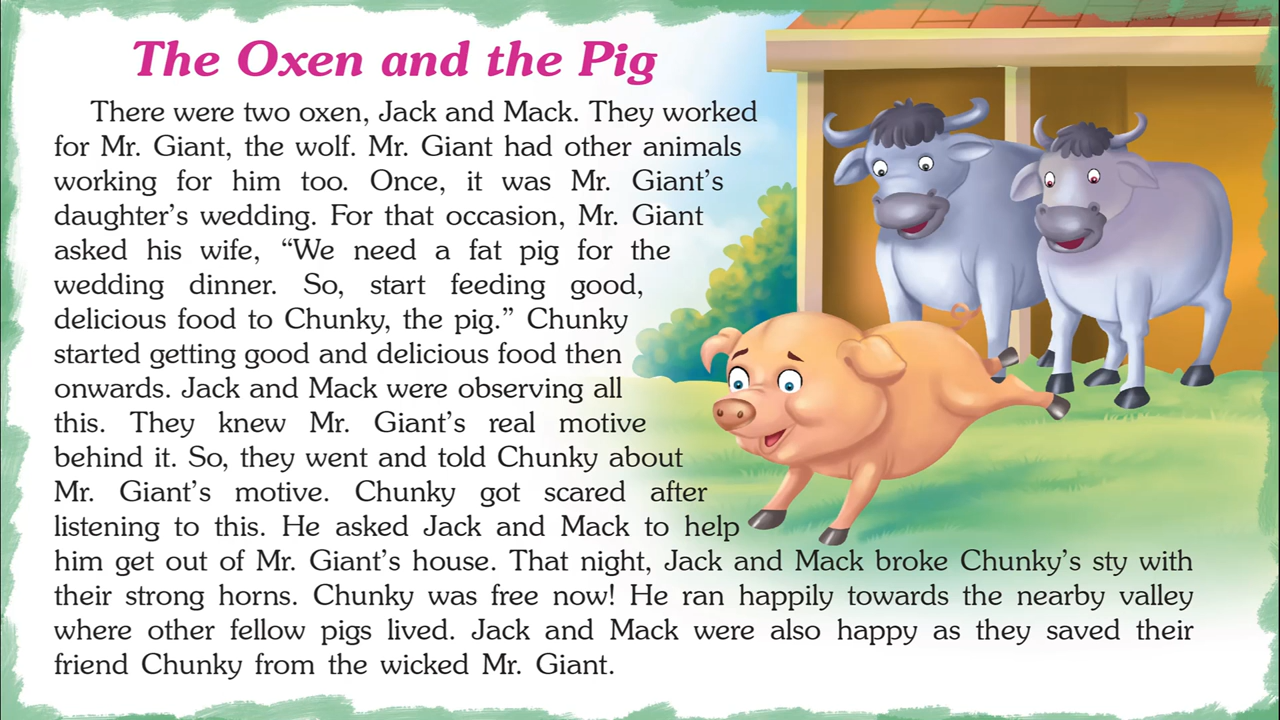 The Oxen and the Pig
There were two oxen, Jack and Mack. They worked
for Mr. Giant, the wolf. Mr. Giant had other animals
working for him too. Once, it was Mr. Giant’s
daughter’s wedding. For that occasion, Mr. Giant
asked his wife, “We need a fat pig for the
wedding dinner. So, start feeding good,
delicious food to Chunky, the pig.” Chunky
started getting good and delicious food then
onwards. Jack and Mack were observing all
this. They knew Mr. Giant’s real motive
behind it. So, they went and told Chunky about
Mr. Giant’s motive. Chunky got scared after
listening to this. He asked Jack and Mack to help
him get out of Mr. Giant’s house. That night, Jack and Mack broke Chunky’s sty with
their strong horns. Chunky was free now! He ran happily towards the nearby valley
where other fellow pigs lived. Jack and Mack were also happy as they saved their
friend Chunky from the wicked Mr. Giant.